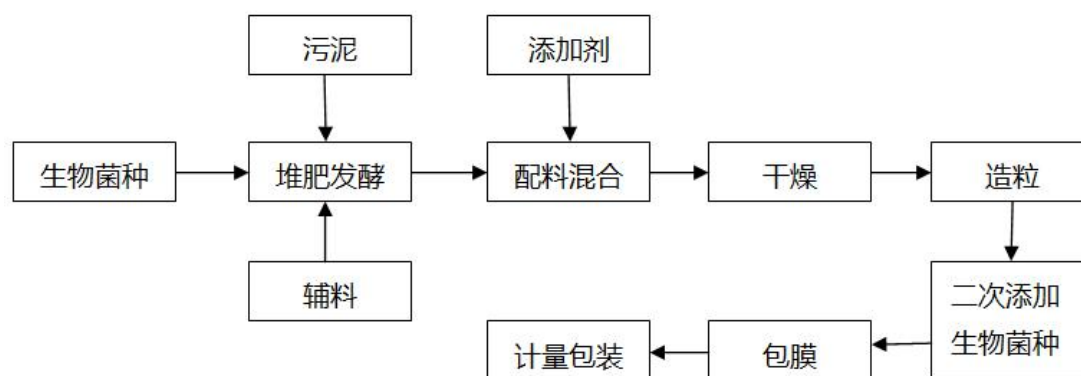 污泥
添加剂
生物菌种
堆肥发酵
配料混合
干燥
造粒
辅料
二次添加
生物菌种
计量包装
包膜